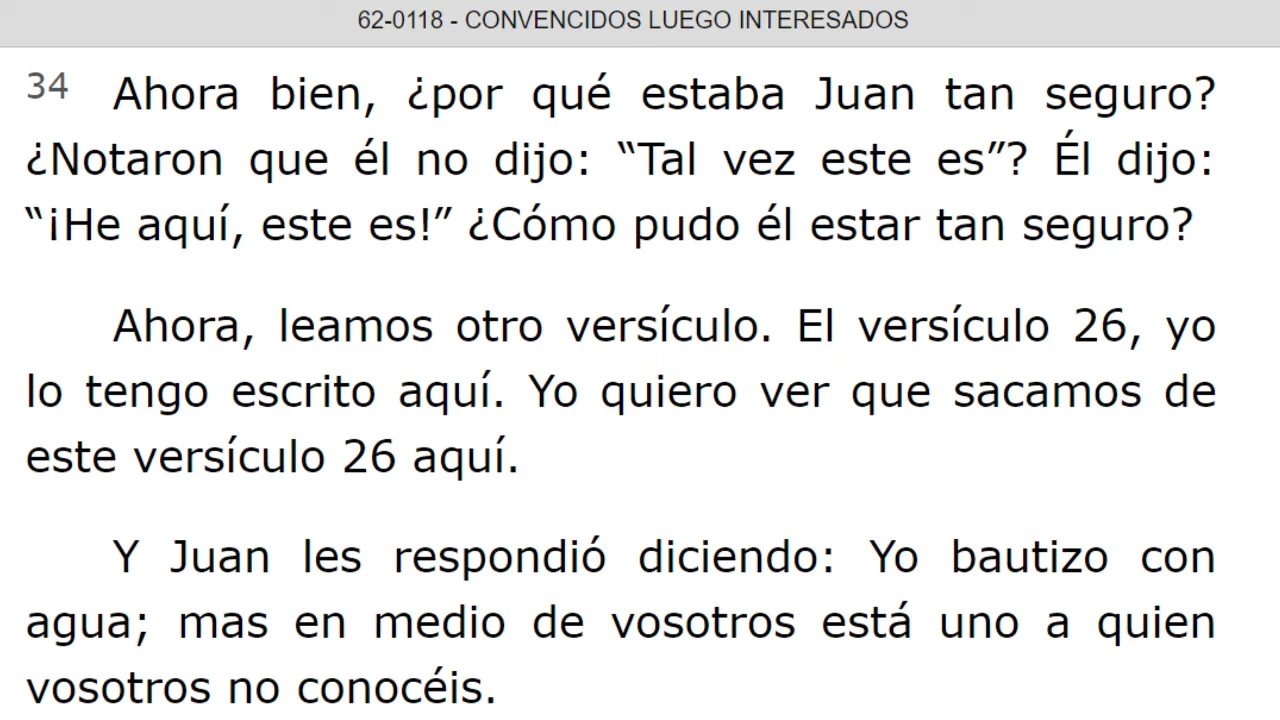 62-0118 - CONVENCIDOS LUEGO INTERESADOS
34 Ahora bien, ¿por qué estaba Juan tan seguro?
¿Notaron que él no dijo: “Tal vez este es”? Él dijo:
“¡He aquí, este es!” ¿Cómo pudo él estar tan seguro?
Ahora, leamos otro versículo. El versículo 26, yo
lo tengo escrito aquí. Yo quiero ver que sacamos de
este versículo 26 aquí.
Y Juan les respondió diciendo: Yo bautizo con
agua; mas en medio de vosotros está uno a quien
vosotros no conocéis.